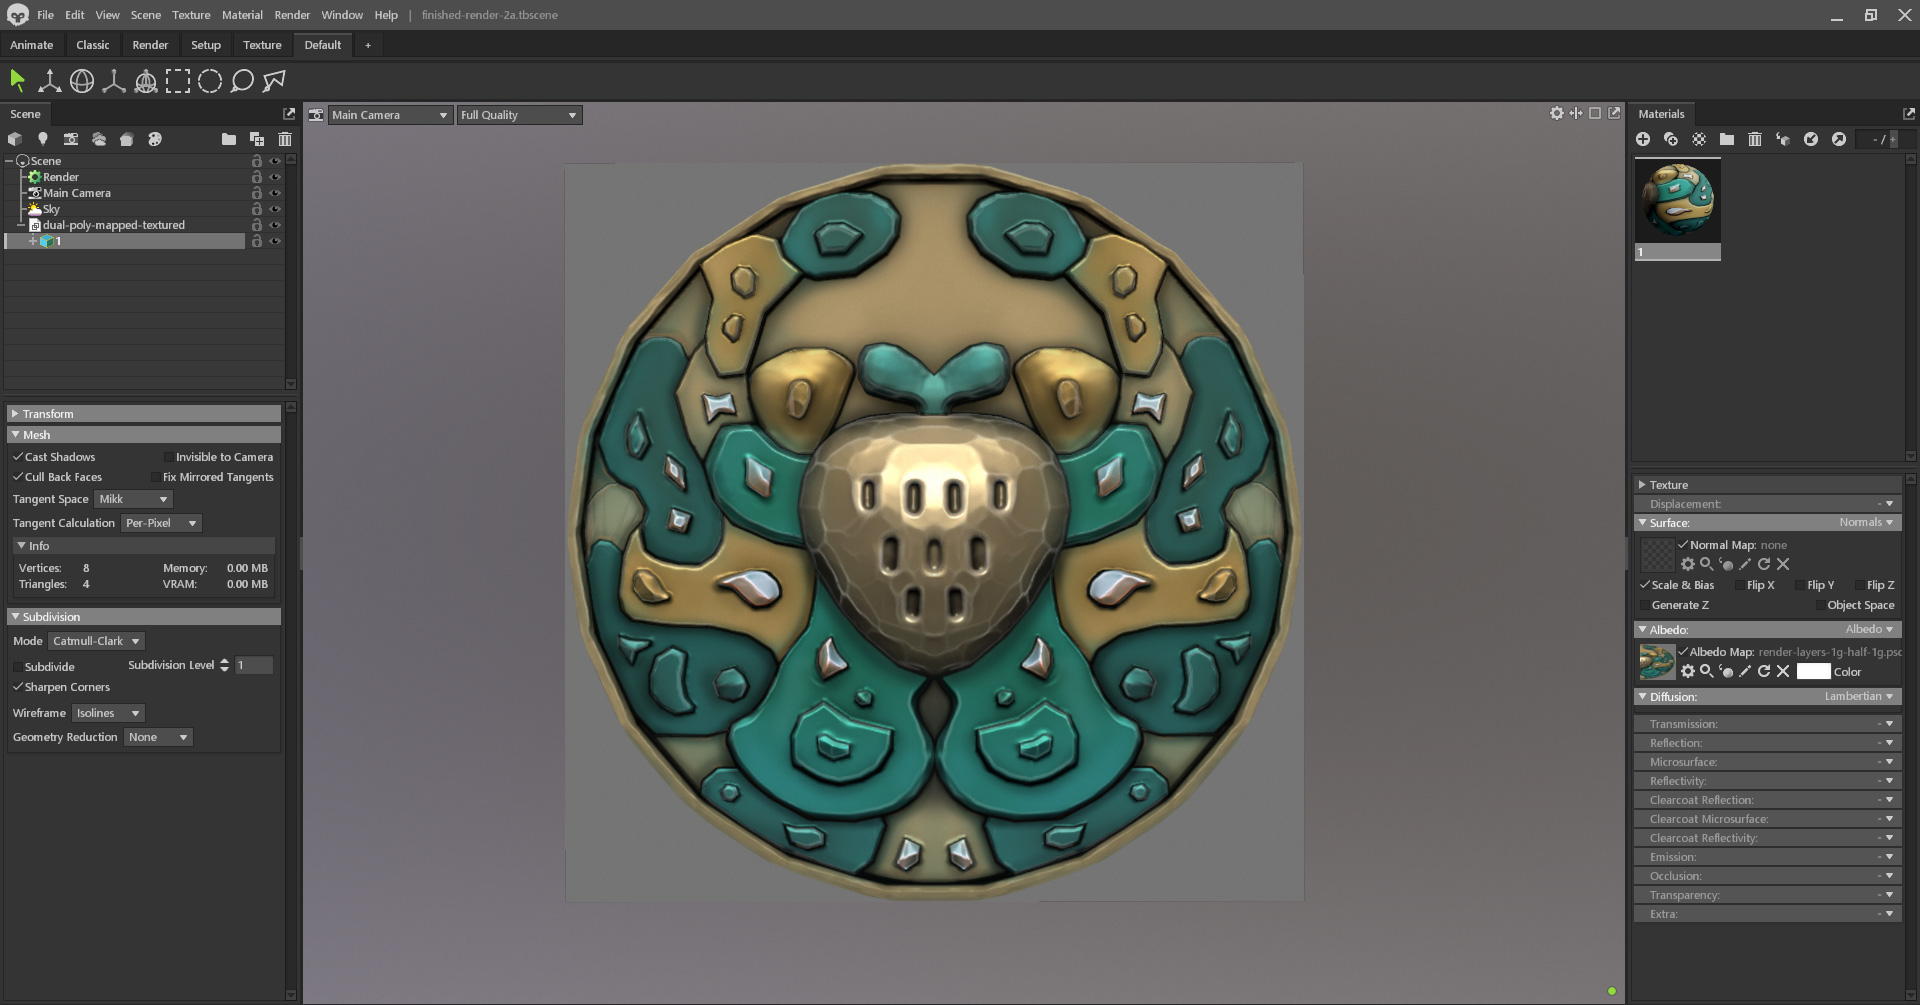 File Edit View Scene Texture Material Render Window Help | finished-render-2a.tbscene
Animate Classic Render Setup Texture Default +
Scene
Main Camera Full Quality
Materials
- / +
Scene
Render
Main Camera
Sky
dual-poly-mapped-textured
1
1
Transform
Mesh
Cast Shadows Invisible to Camera
Cull Back Faces Fix Mirrored Tangents
Tangent Space Mikk
Tangent Calculation Per-Pixel
Info
Vertices: 8 Memory: 0.00 MB
Triangles: 4 VRAM: 0.00 MB
Subdivision
Mode Catmull-Clark
Subdivide Subdivision Level 1
Sharpen Corners
Wireframe Isolines
Geometry Reduction None
Texture
Displacement: -
Surface: Normals
Normal Map: none
Scale & Bias Flip X Flip Y Flip Z
Generate Z Object Space
Albedo: Albedo
Albedo Map: render-layers-1g-half-1g.psd
Color
Diffusion: Lambertian
Transmission: -
Reflection: -
Microsurface: -
Reflectivity: -
Clearcoat Reflection: -
Clearcoat Microsurface: -
Clearcoat Reflectivity: -
Emission: -
Occlusion: -
Transparency: -
Extra: -